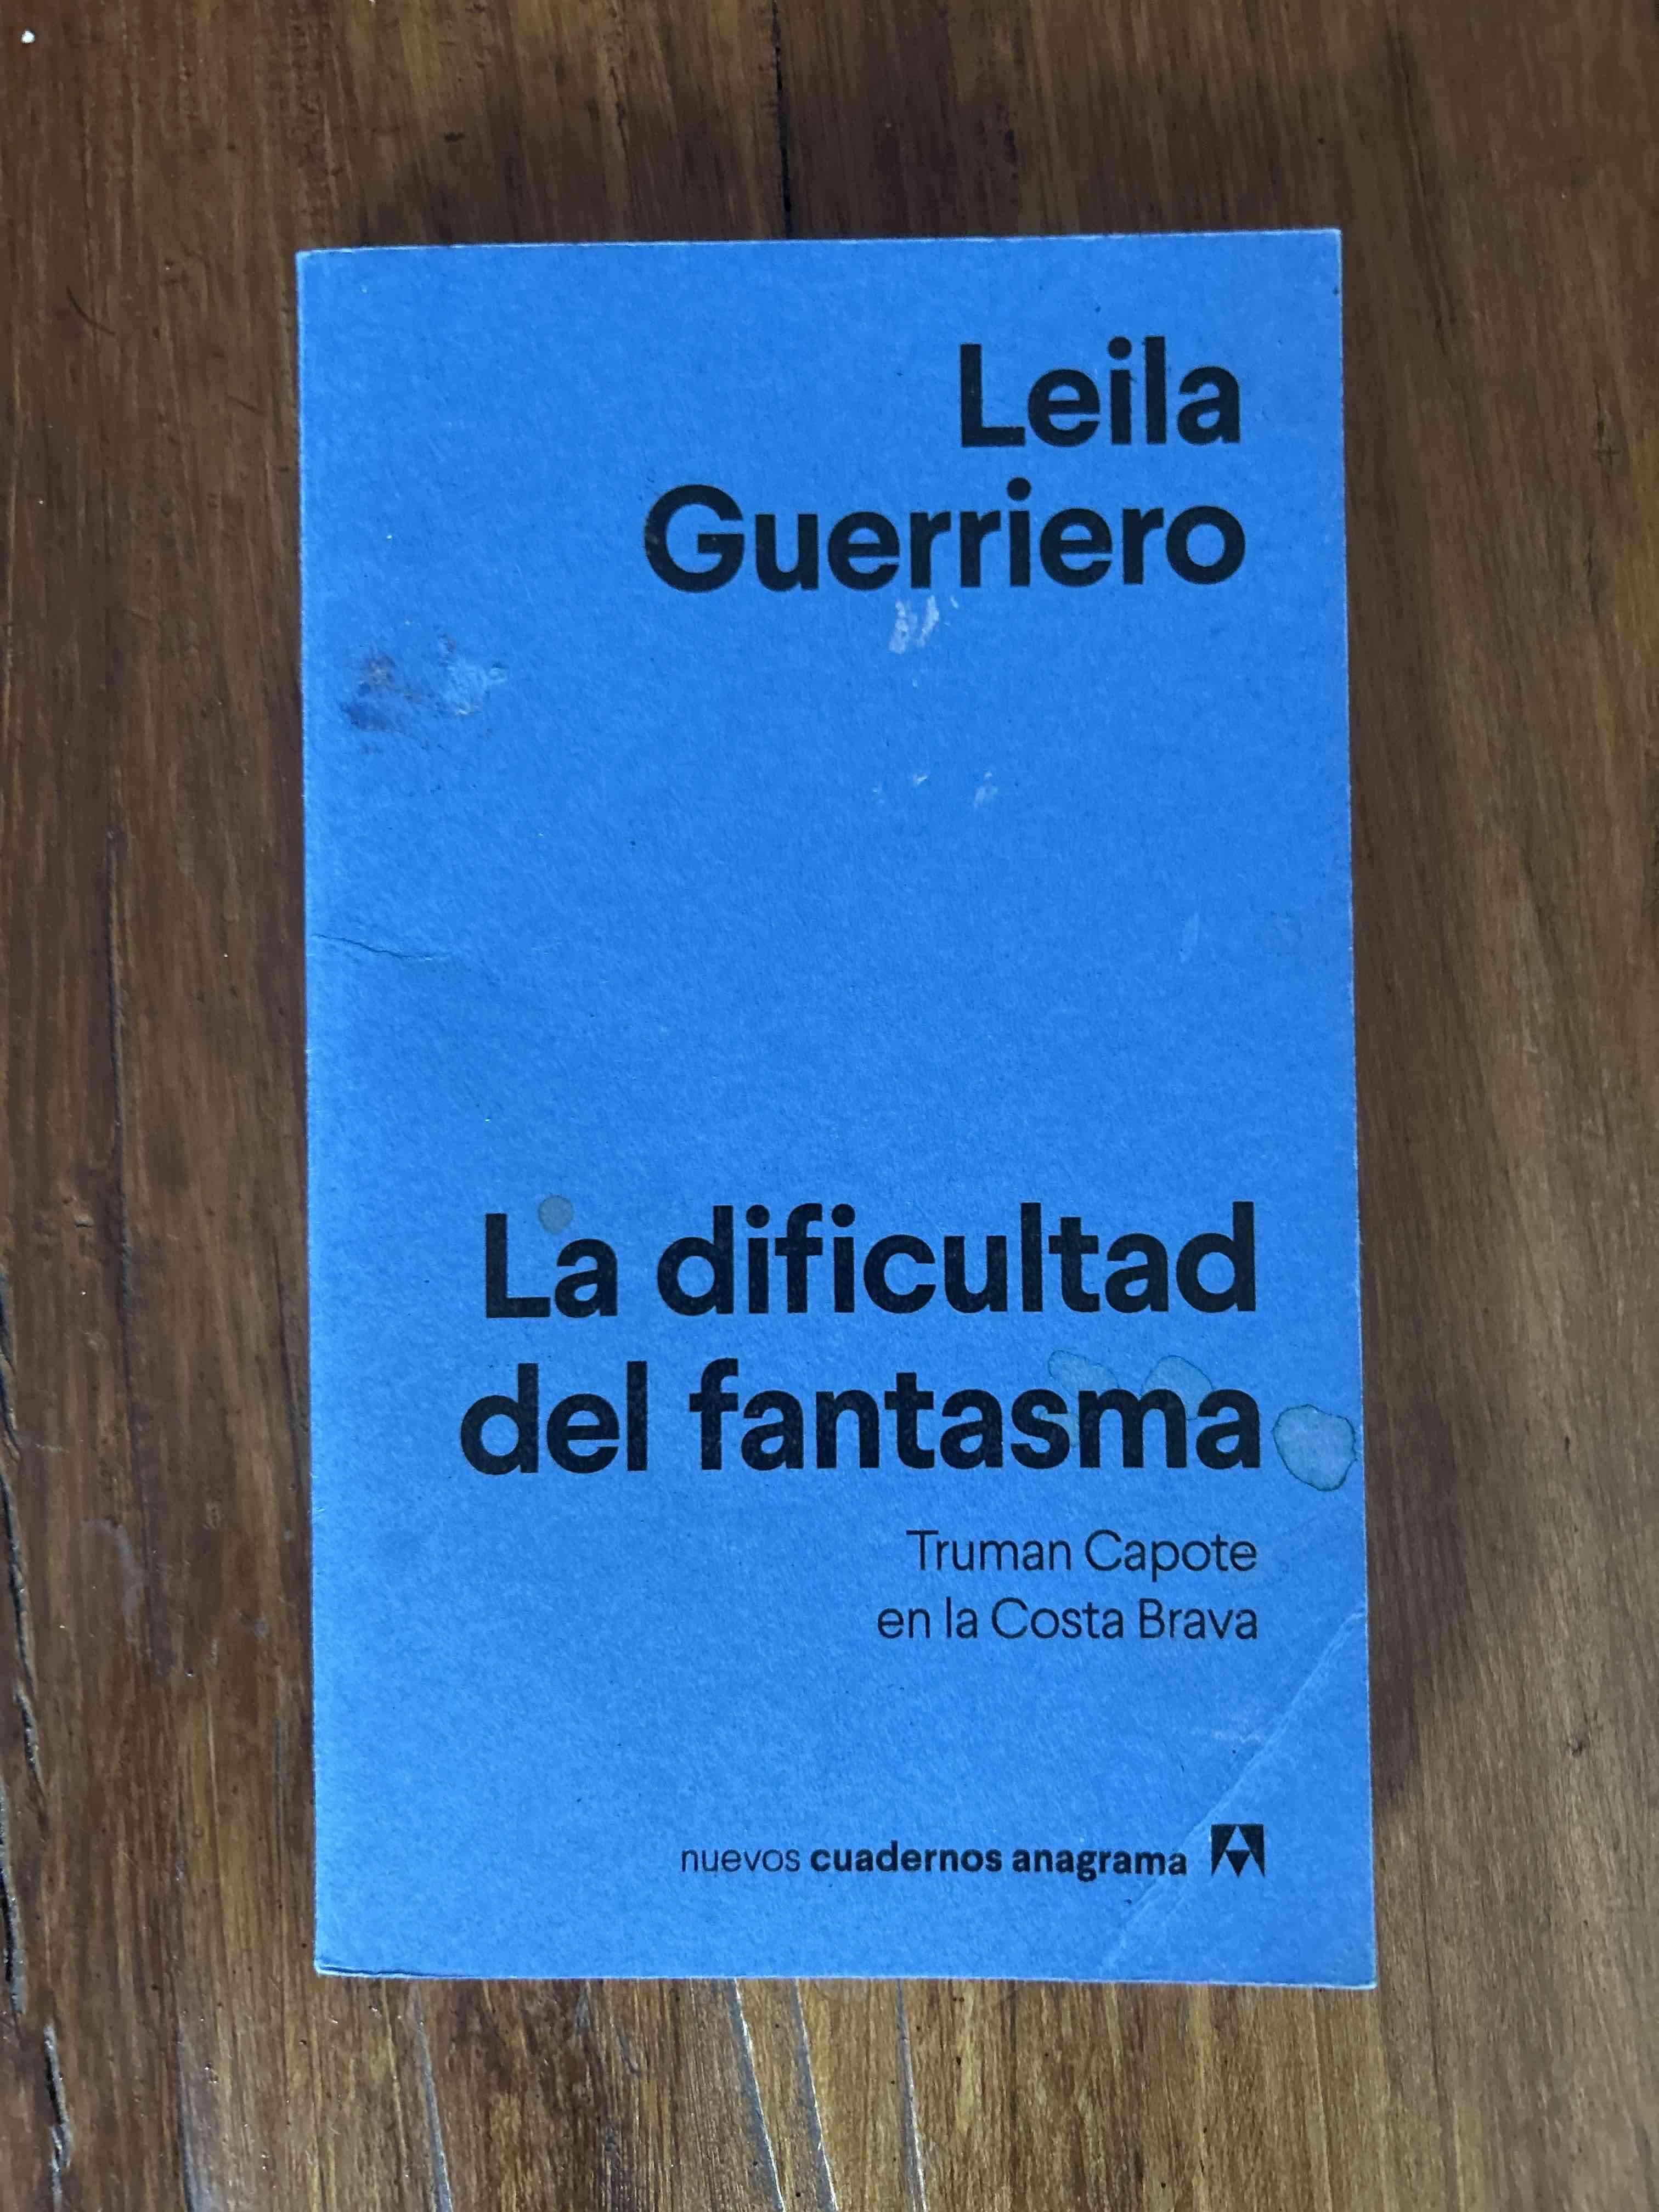 Leila
Guerriero
La dificultad
del fantasma
Truman Capote
en la Costa Brava
nuevos cuadernos anagrama